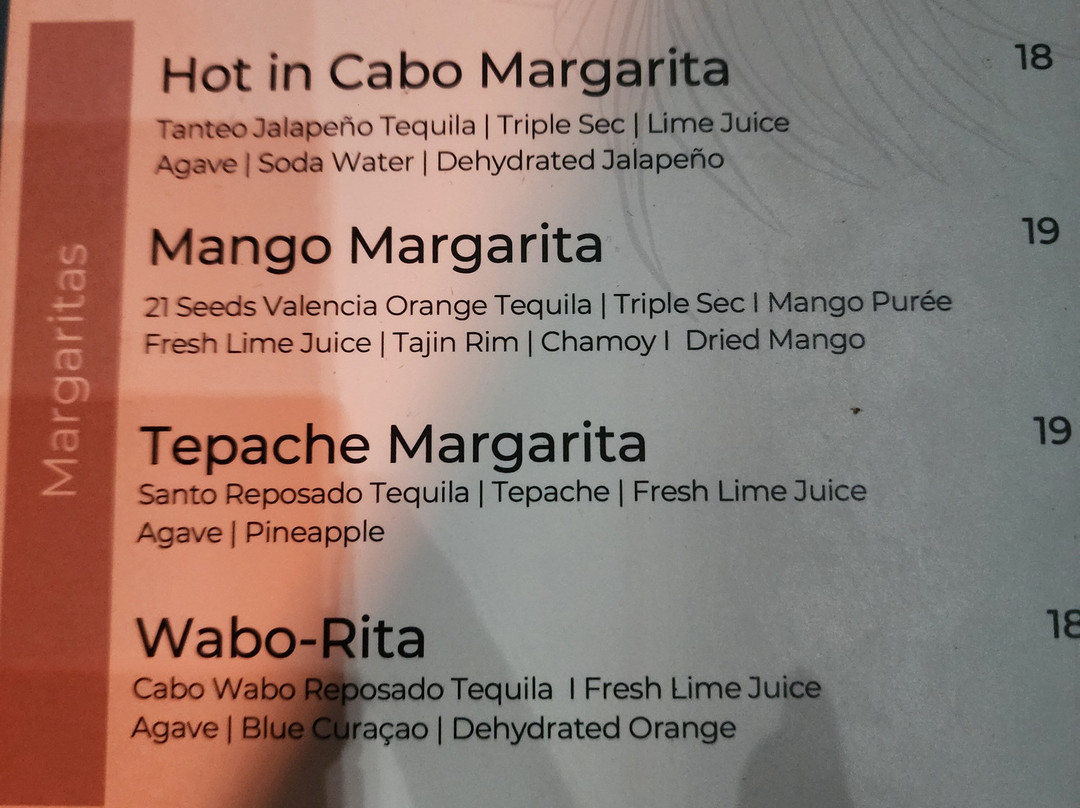 Margaritas
Hot in Cabo Margarita 18
Tanteo Jalapeño Tequila | Triple Sec | Lime Juice
Agave | Soda Water | Dehydrated Jalapeño
Mango Margarita 19
21 Seeds Valencia Orange Tequila | Triple Sec I Mango Purée
Fresh Lime Juice | Tajin Rim | Chamoy I Dried Mango
Tepache Margarita 19
Santo Reposado Tequila | Tepache | Fresh Lime Juice
Agave | Pineapple
Wabo-Rita 18
Cabo Wabo Reposado Tequila I Fresh Lime Juice
Agave | Blue Curaçao | Dehydrated Orange